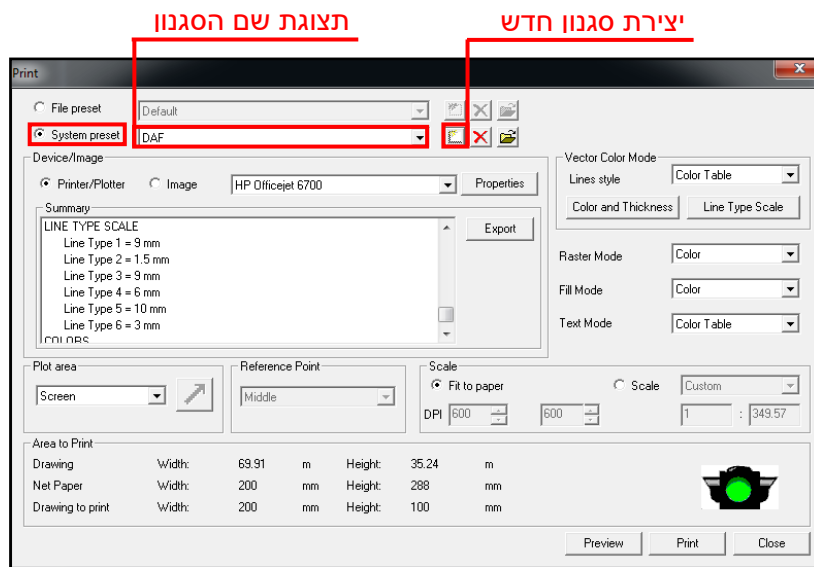 יצירת סגנון חדש
תצוגת שם הסגנון
Print
File preset Default
System preset DAF
Device/Image
Printer/Plotter Image HP Officejet 6700 Properties
Summary
LINE TYPE SCALE
Line Type 1 = 9 mm
Line Type 2 = 1.5 mm
Line Type 3 = 9 mm
Line Type 4 = 6 mm
Line Type 5 = 10 mm
Line Type 6 = 3 mm
COLORS
Export
Vector Color Mode
Lines style Color Table
Color and Thickness Line Type Scale
Raster Mode Color
Fill Mode Color
Text Mode Color Table
Plot area
Screen
Reference Point
Middle
Scale
Fit to paper Scale Custom
DPI 600 600 1 : 349.57
Area to Print
Drawing Width: 69.91 m Height: 35.24 m
Net Paper Width: 200 mm Height: 288 mm
Drawing to print Width: 200 mm Height: 100 mm
Preview Print Close